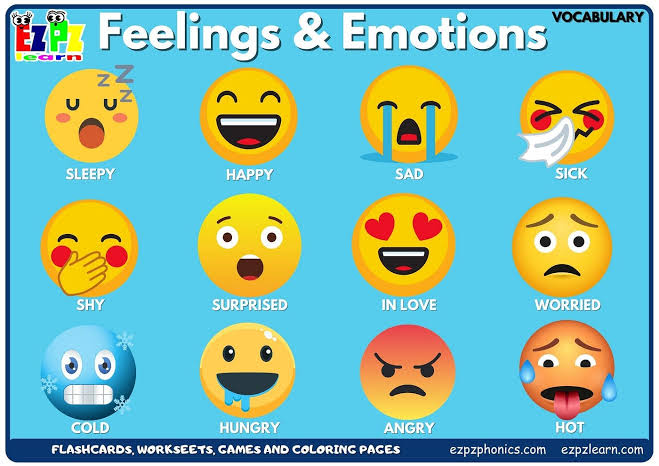 EZPZ
learn
Feelings & Emotions
VOCABULARY
Z Z Z
SLEEPY
HAPPY
SAD
SICK
SHY
SURPRISED
IN LOVE
WORRIED
COLD
HUNGRY
ANGRY
HOT
FLASHCARDS, WORKSEETS, GAMES AND COLORING PAGES
ezpzphonics.com
ezpzlearn.com